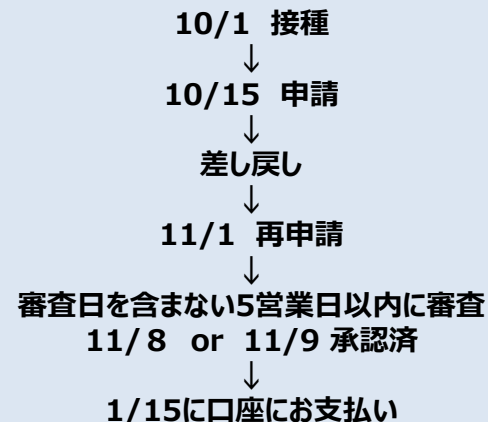 10/1 接種
↓
10/15 申請
↓
差し戻し
↓
11/1 再申請
↓
審査日を含まない5営業日以内に審査
11/８ or 11/9 承認済
↓
1/15に口座にお支払い